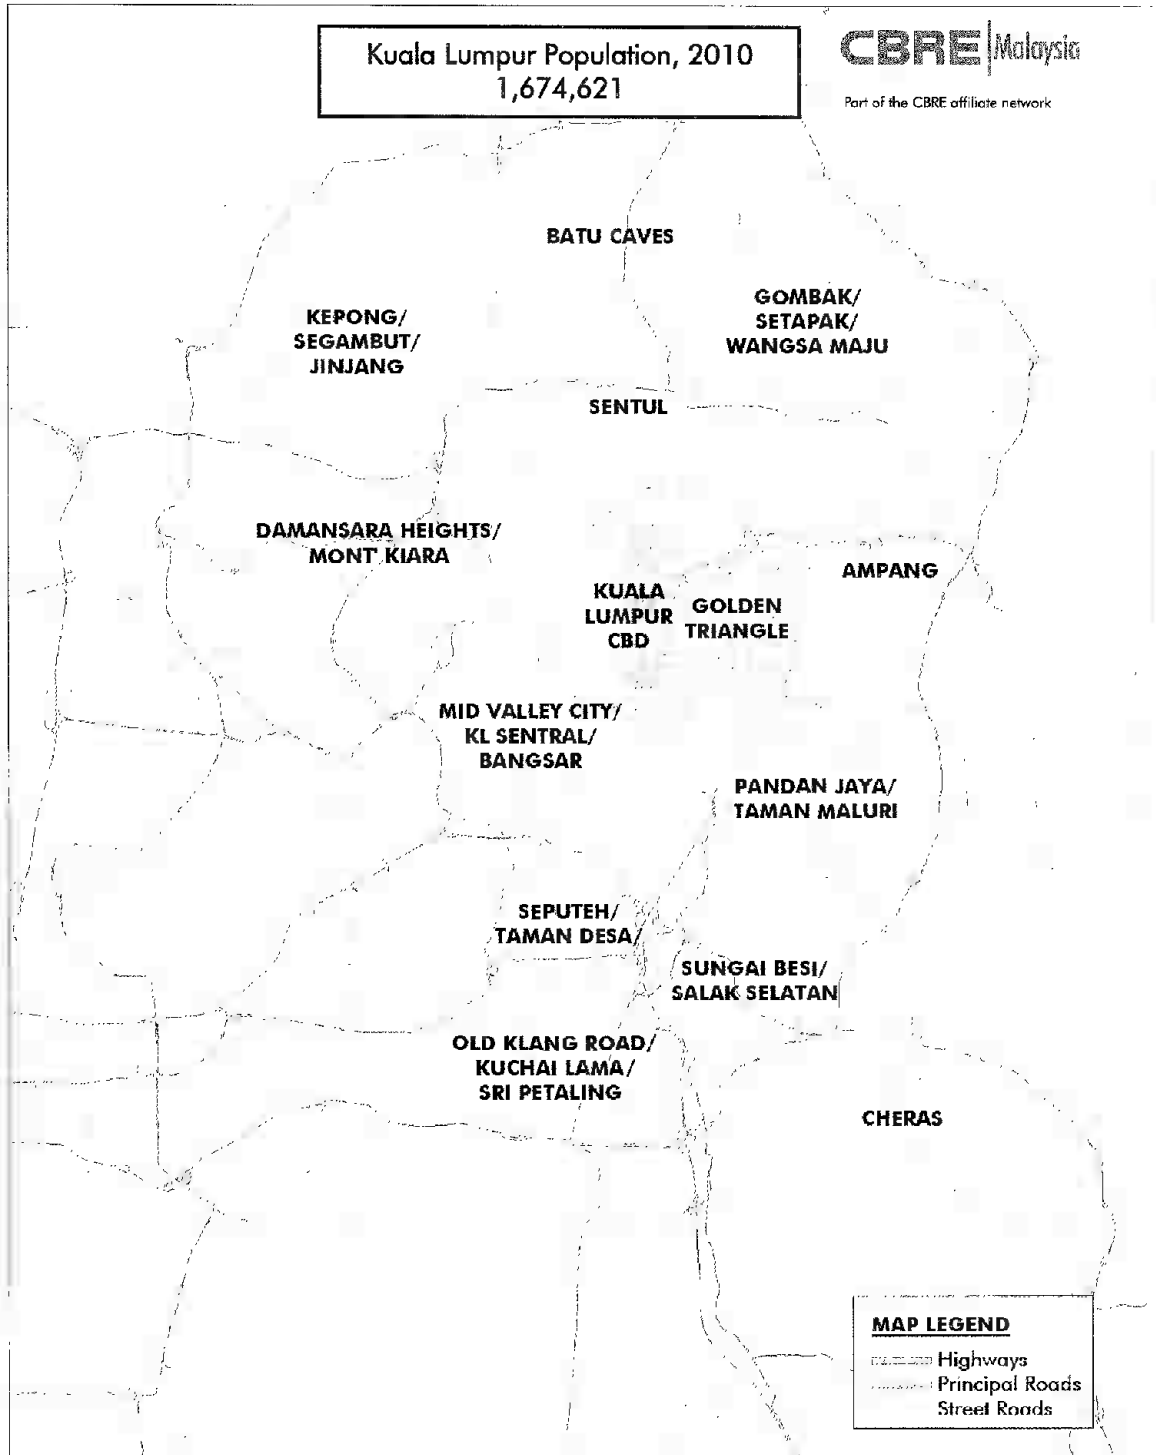 Kuala Lumpur Population, 2010
1,674,621
CBRE Malaysia
Part of the CBRE affiliate network
BATU CAVES
GOMBAK/
SETAPAK/
WANGSA MAJU
KEPONG/
SEGAMBUT/
JINJANG
SENTUL
DAMANSARA HEIGHTS/
MONT KIARA
AMPANG
KUALA
LUMPUR
CBD
GOLDEN
TRIANGLE
MID VALLEY CITY/
KL SENTRAL/
BANGSAR
PANDAN JAYA/
TAMAN MALURI
SEPUTEH/
TAMAN DESA/
SUNGAI BESI/
SALAK SELATAN
OLD KLANG ROAD/
KUCHAI LAMA/
SRI PETALING
CHERAS
MAP LEGEND
Highways
Principal Roads
Street Roads